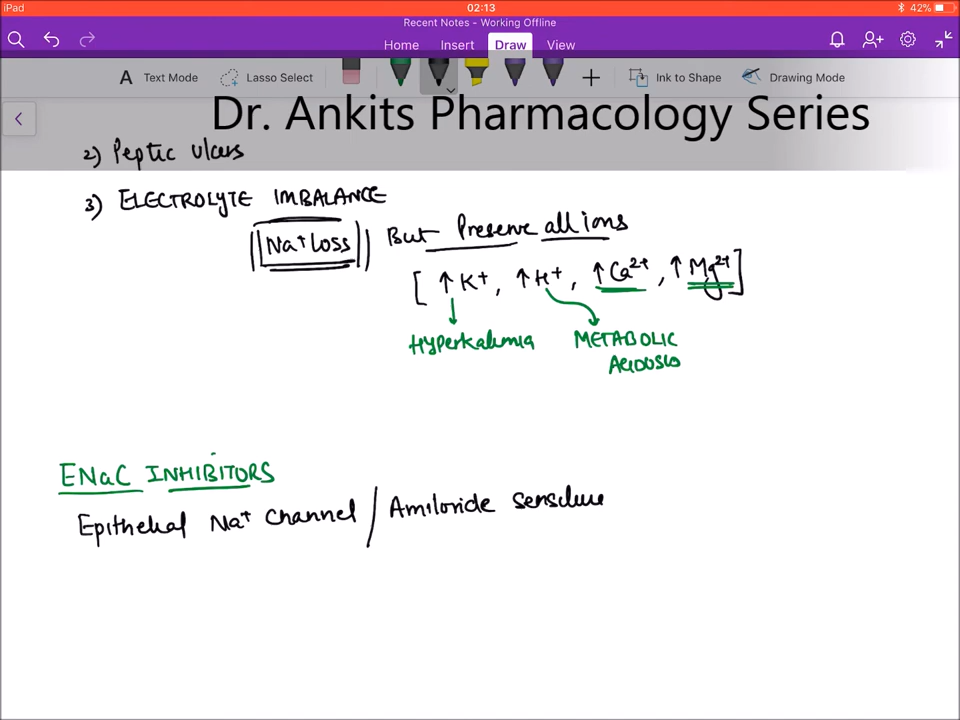 iPad 02:13 42%
Recent Notes - Working Offline
Home Insert Draw View
A Text Mode Lasso Select Ink to Shape Drawing Mode
Dr. Ankits Pharmacology Series
2) Peptic ulcers
3) ELECTROLYTE IMBALANCE
Na+ Loss But Preserve all ions
[ ↑ K+, ↑ H+, ↑ Ca2+, ↑ Mg2+ ]
Hyperkalemia METABOLIC
ACIDOSIS
ENaC INHIBITORS
Epithelial Na+ Channel / Amiloride sensitive